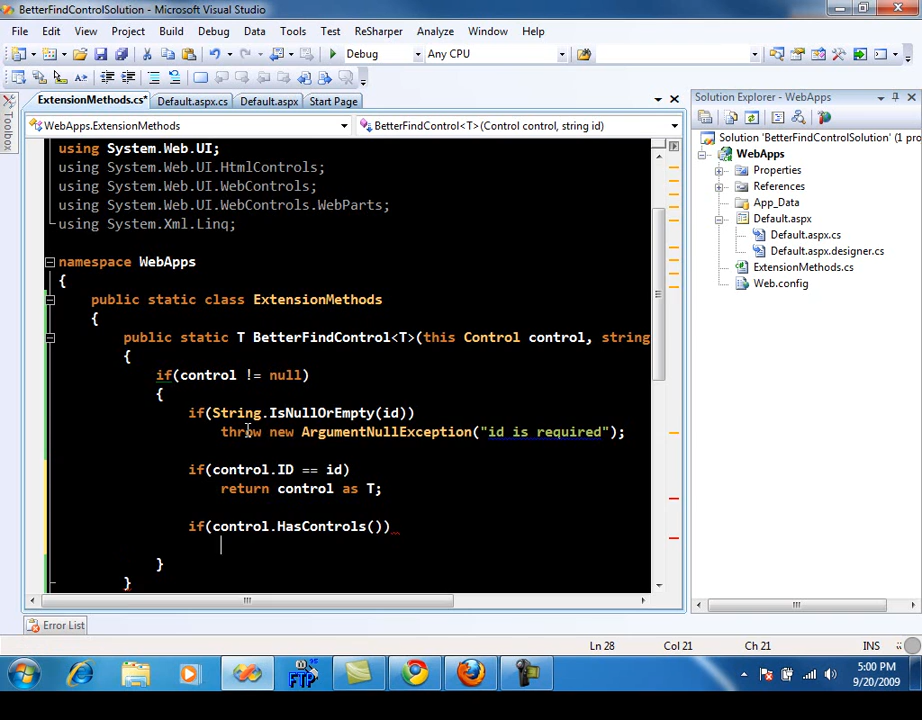 BetterFindControlSolution - Microsoft Visual Studio
File Edit View Project Build Debug Data Tools Test ReSharper Analyze Window Help
Debug Any CPU
ExtensionMethods.cs* Default.aspx.cs Default.aspx Start Page
WebApps.ExtensionMethods BetterFindControl<T>(Control control, string id)
Toolbox
using System.Web.UI;
using System.Web.UI.HtmlControls;
using System.Web.UI.WebControls;
using System.Web.UI.WebControls.WebParts;
using System.Xml.Linq;
namespace WebApps
{
public static class ExtensionMethods
{
public static T BetterFindControl<T>(this Control control, string
{
if(control != null)
{
if(String.IsNullOrEmpty(id))
throw new ArgumentNullException("id is required");
if(control.ID == id)
return control as T;
if(control.HasControls())
}
}
Solution Explorer - WebApps
Solution 'BetterFindControlSolution' (1 pro
WebApps
Properties
References
App_Data
Default.aspx
Default.aspx.cs
Default.aspx.designer.cs
ExtensionMethods.cs
Web.config
Error List
Ln 28 Col 21 Ch 21 INS
FTP
5:00 PM
9/20/2009